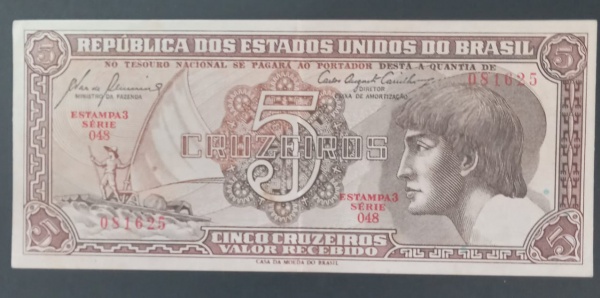 5 REPÚBLICA DOS ESTADOS UNIDOS DO BRASIL 5
NO TESOURO NACIONAL SE PAGARÁ AO PORTADOR DESTA A QUANTIA DE
081625
MINISTRO DA FAZENDA
DIRETOR
CAIXA DE AMORTIZAÇÃO
ESTAMPA 3
SÉRIE
048
5
CRUZEIROS
ESTAMPA 3
SÉRIE
048
081625
5 CINCO CRUZEIROS 5
VALOR RECEBIDO
CASA DA MOEDA DO BRASIL